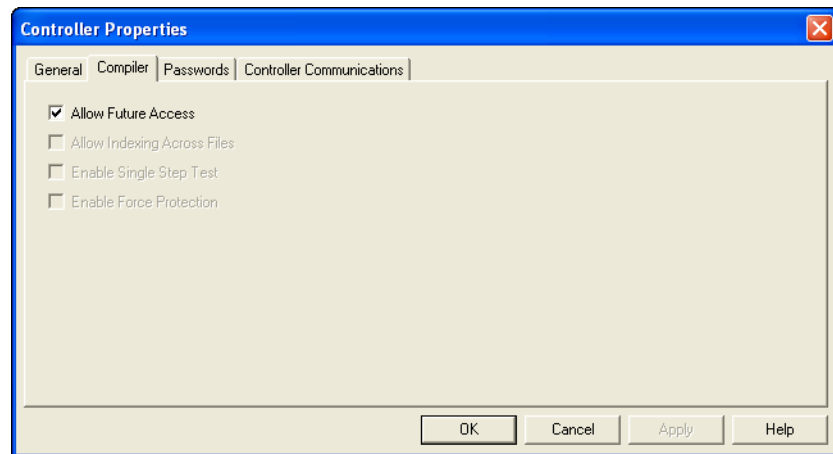 Controller Properties
General Compiler Passwords Controller Communications
Allow Future Access
Allow Indexing Across Files
Enable Single Step Test
Enable Force Protection
OK Cancel Apply Help